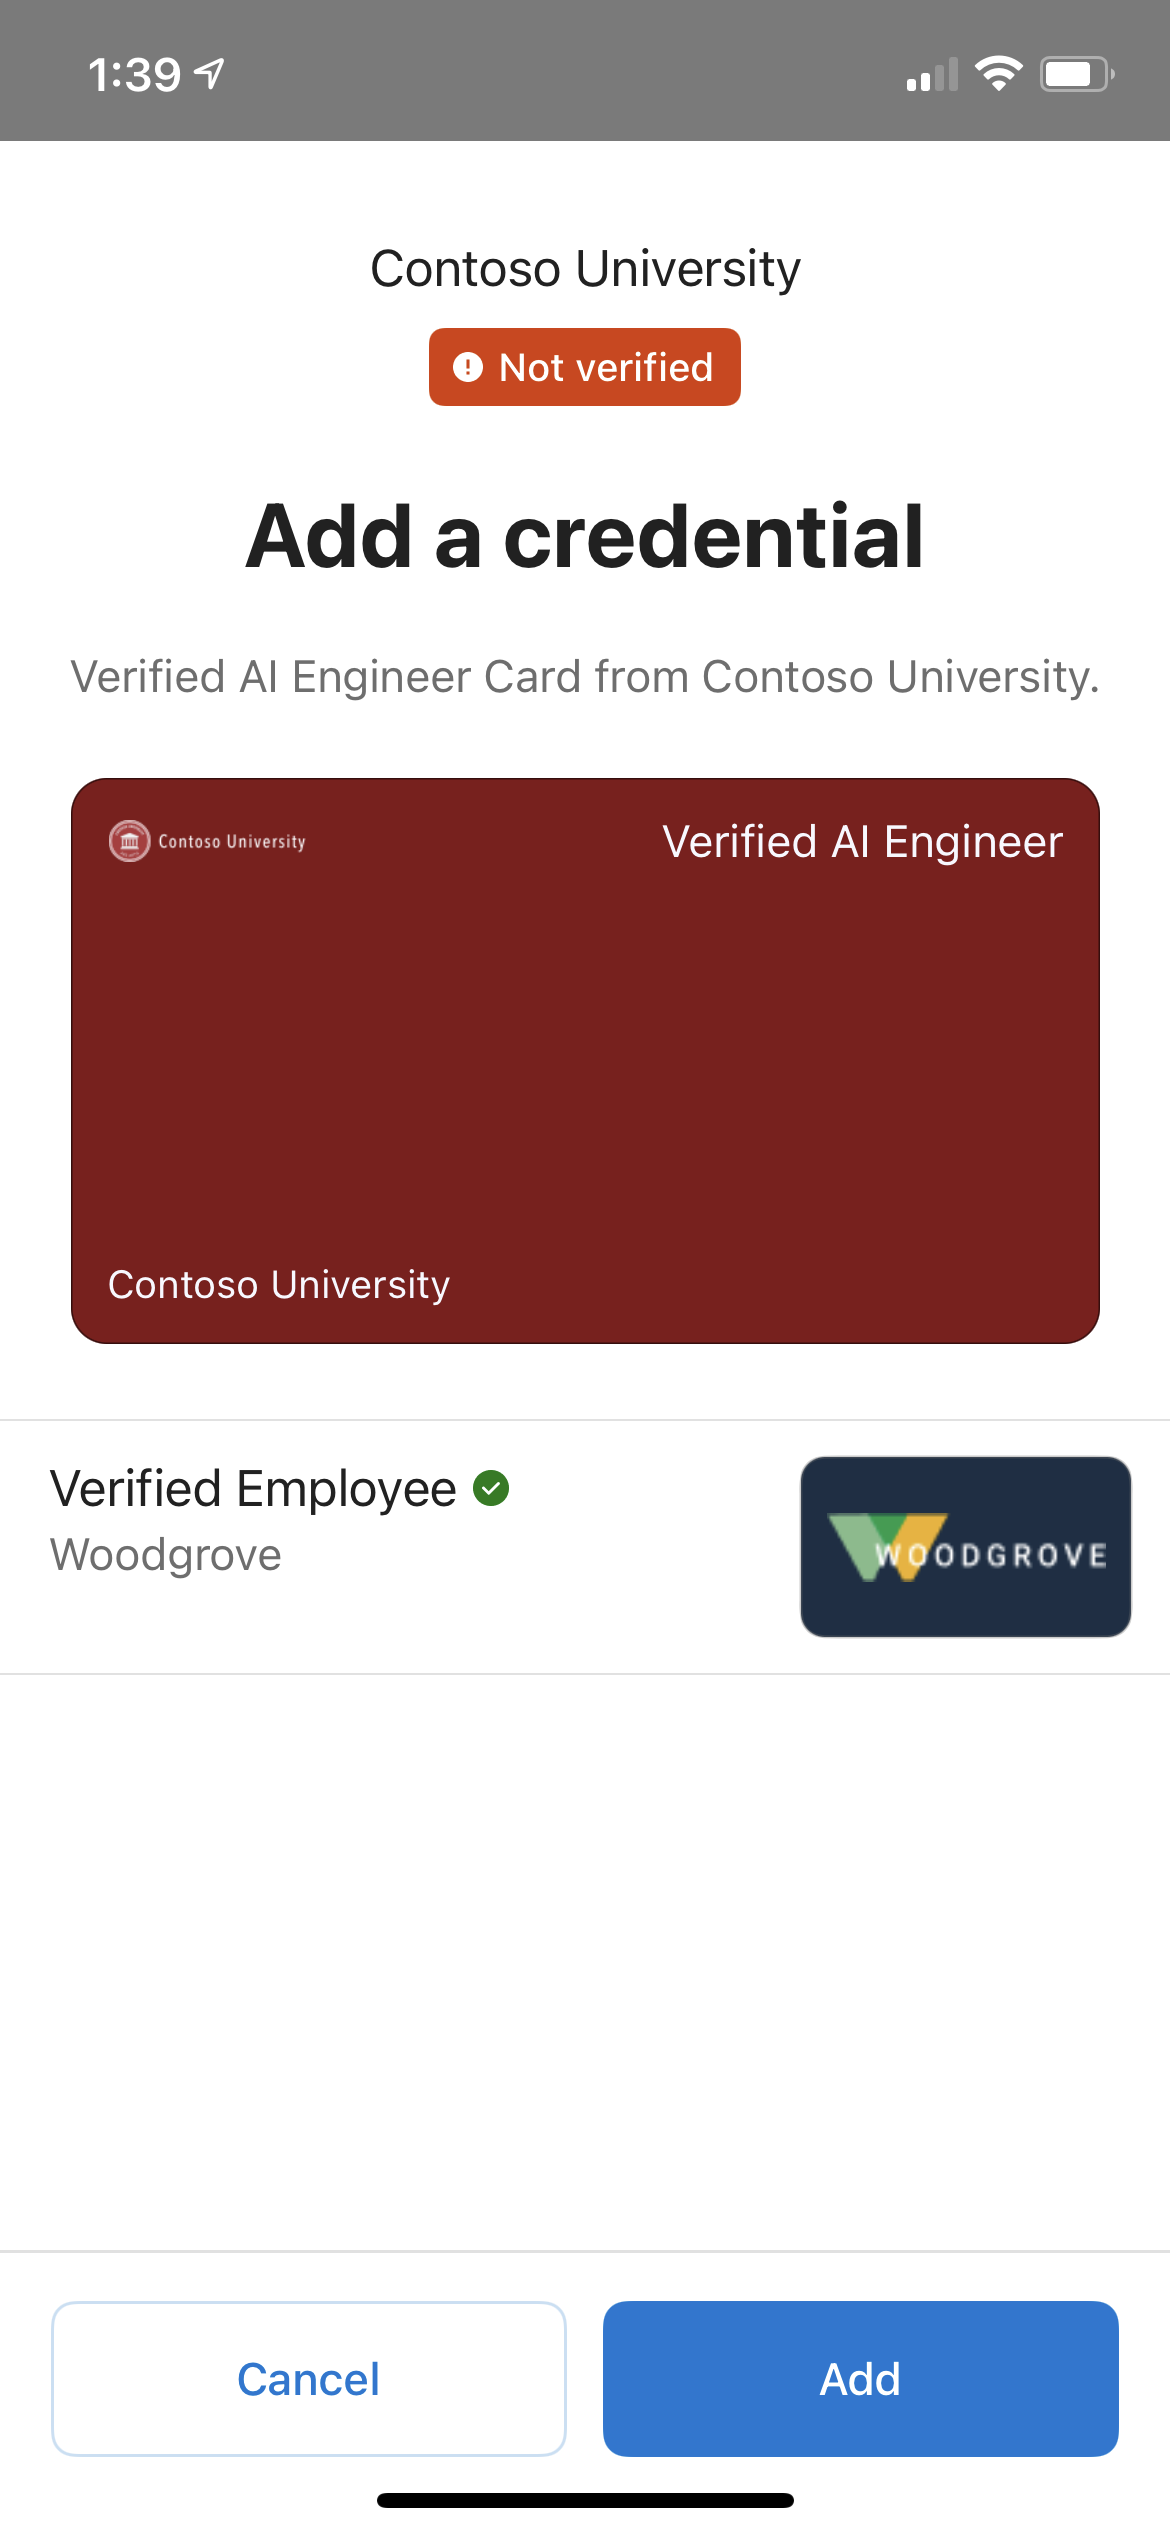 1:39
Contoso University
Not verified
Add a credential
Verified AI Engineer Card from Contoso University.
Contoso University
Verified AI Engineer
Contoso University
Verified Employee
Woodgrove
WOODGROVE
Cancel
Add